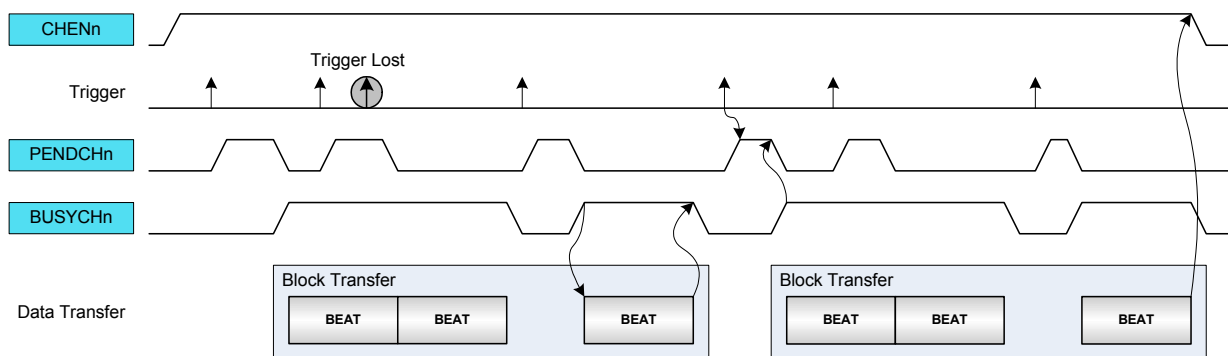 CHENn
Trigger Lost
Trigger
PENDCHn
BUSYCHn
Block Transfer
Block Transfer
Data Transfer
BEAT
BEAT
BEAT
BEAT
BEAT
BEAT